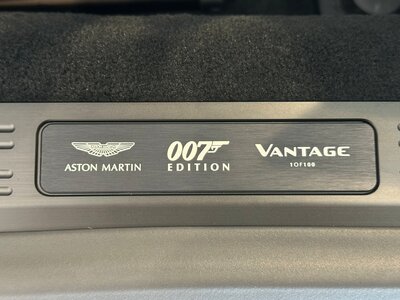 ASTON MARTIN
007
EDITION
VANTAGE
1 OF 100